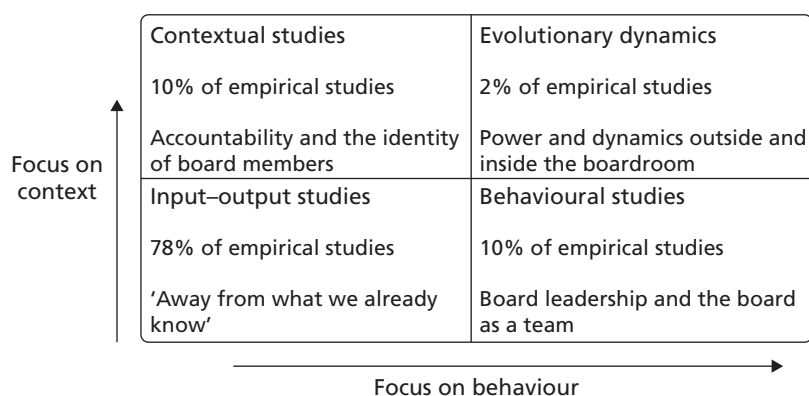 Contextual studies
10% of empirical studies
Accountability and the identity
of board members
Evolutionary dynamics
2% of empirical studies
Power and dynamics outside and
inside the boardroom
Focus on
context
Input–output studies
78% of empirical studies
‘Away from what we already
know’
Behavioural studies
10% of empirical studies
Board leadership and the board
as a team
Focus on behaviour